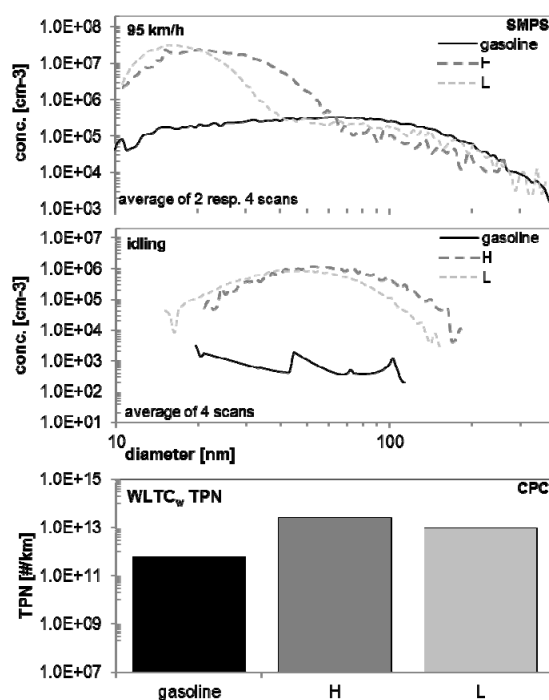 95 km/h SMPS
1.0E+08
1.0E+07
1.0E+06
1.0E+05
1.0E+04
1.0E+03
conc. [cm-3]
gasoline
H
L
average of 2 resp. 4 scans
idling
1.0E+07
1.0E+06
1.0E+05
1.0E+04
1.0E+03
1.0E+02
1.0E+01
conc. [cm-3]
gasoline
H
L
average of 4 scans
10 100
diameter [nm]
WLTCw TPN CPC
1.0E+15
1.0E+13
1.0E+11
1.0E+09
1.0E+07
TPN [#/km]
gasoline H L